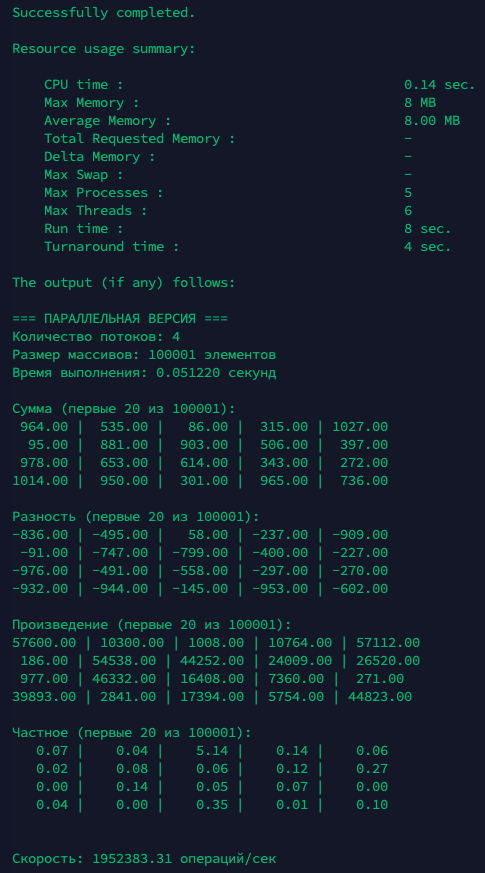 Successfully completed.
Resource usage summary:
CPU time : 0.14 sec.
Max Memory : 8 MB
Average Memory : 8.00 MB
Total Requested Memory : -
Delta Memory : -
Max Swap : -
Max Processes : 5
Max Threads : 6
Run time : 8 sec.
Turnaround time : 4 sec.
The output (if any) follows:
=== ПАРАЛЛЕЛЬНАЯ ВЕРСИЯ ===
Количество потоков: 4
Размер массивов: 100001 элементов
Время выполнения: 0.051220 секунд
Сумма (первые 20 из 100001):
964.00 | 535.00 | 86.00 | 315.00 | 1027.00
95.00 | 881.00 | 903.00 | 506.00 | 397.00
978.00 | 653.00 | 614.00 | 343.00 | 272.00
1014.00 | 950.00 | 301.00 | 965.00 | 736.00
Разность (первые 20 из 100001):
-836.00 | -495.00 | 58.00 | -237.00 | -909.00
-91.00 | -747.00 | -799.00 | -400.00 | -227.00
-976.00 | -491.00 | -558.00 | -297.00 | -270.00
-932.00 | -944.00 | -145.00 | -953.00 | -602.00
Произведение (первые 20 из 100001):
57600.00 | 10300.00 | 1008.00 | 10764.00 | 57112.00
186.00 | 54538.00 | 44252.00 | 24009.00 | 26520.00
977.00 | 46332.00 | 16408.00 | 7360.00 | 271.00
39893.00 | 2841.00 | 17394.00 | 5754.00 | 44823.00
Частное (первые 20 из 100001):
0.07 | 0.04 | 5.14 | 0.14 | 0.06
0.02 | 0.08 | 0.06 | 0.12 | 0.27
0.00 | 0.14 | 0.05 | 0.07 | 0.00
0.04 | 0.00 | 0.35 | 0.01 | 0.10
Скорость: 1952383.31 операций/сек